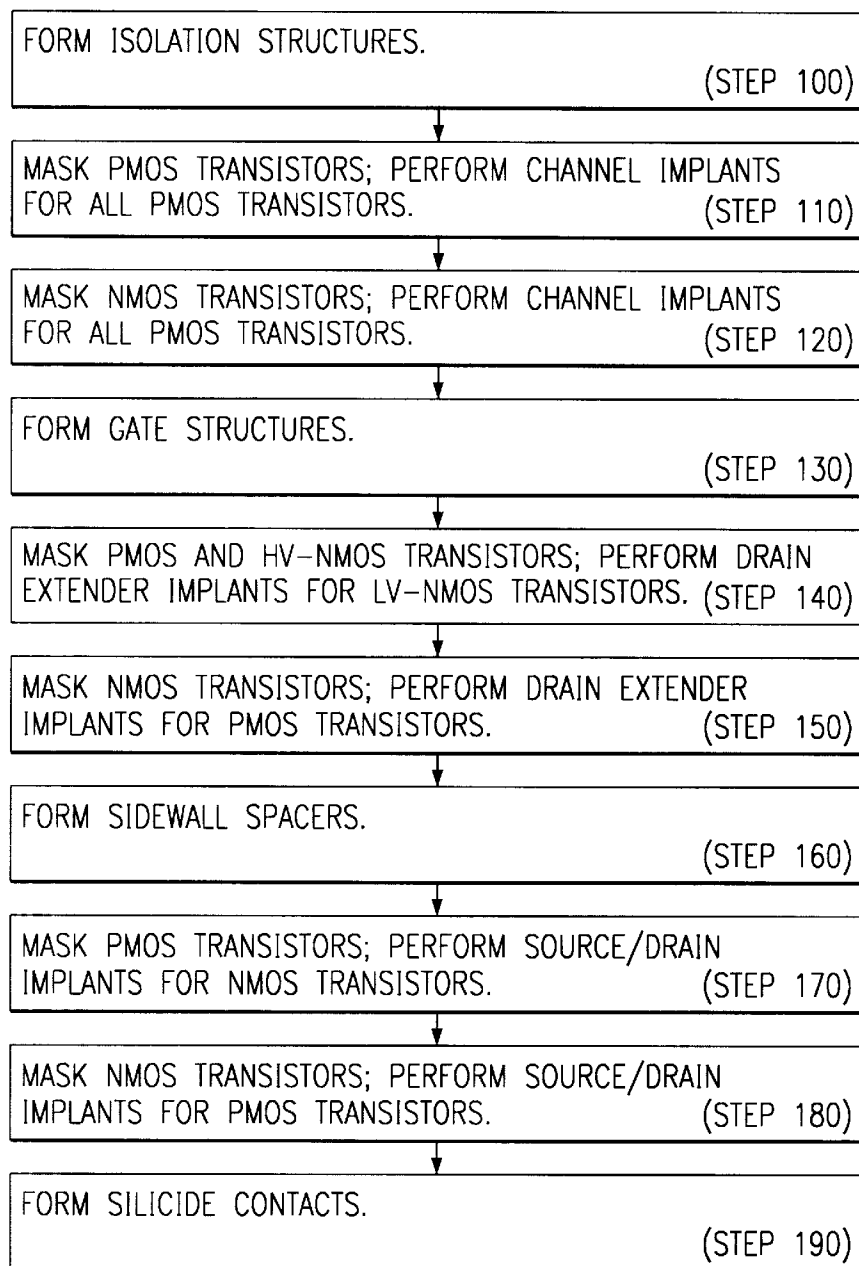 FORM ISOLATION STRUCTURES.
(STEP 100)
MASK PMOS TRANSISTORS; PERFORM CHANNEL IMPLANTS
FOR ALL PMOS TRANSISTORS. (STEP 110)
MASK NMOS TRANSISTORS; PERFORM CHANNEL IMPLANTS
FOR ALL PMOS TRANSISTORS. (STEP 120)
FORM GATE STRUCTURES.
(STEP 130)
MASK PMOS AND HV-NMOS TRANSISTORS; PERFORM DRAIN
EXTENDER IMPLANTS FOR LV-NMOS TRANSISTORS. (STEP 140)
MASK NMOS TRANSISTORS; PERFORM DRAIN EXTENDER
IMPLANTS FOR PMOS TRANSISTORS. (STEP 150)
FORM SIDEWALL SPACERS.
(STEP 160)
MASK PMOS TRANSISTORS; PERFORM SOURCE/DRAIN
IMPLANTS FOR NMOS TRANSISTORS. (STEP 170)
MASK NMOS TRANSISTORS; PERFORM SOURCE/DRAIN
IMPLANTS FOR PMOS TRANSISTORS. (STEP 180)
FORM SILICIDE CONTACTS.
(STEP 190)